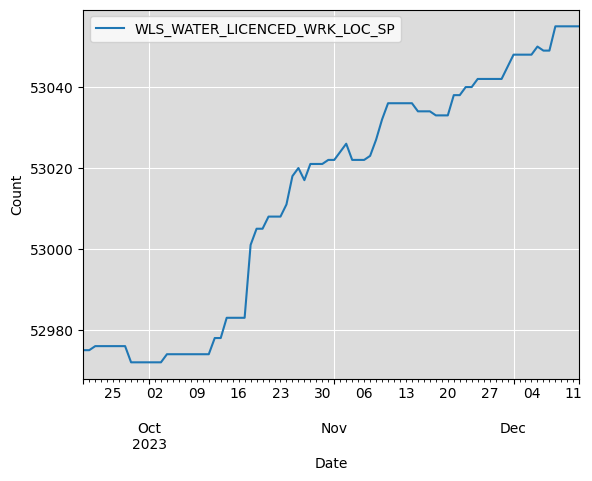 WLS_WATER_LICENCED_WRK_LOC_SP
53040
53020
53000
52980
Count
25 02 09 16 23 30 06 13 20 27 04 11
Oct Nov Dec
2023
Date